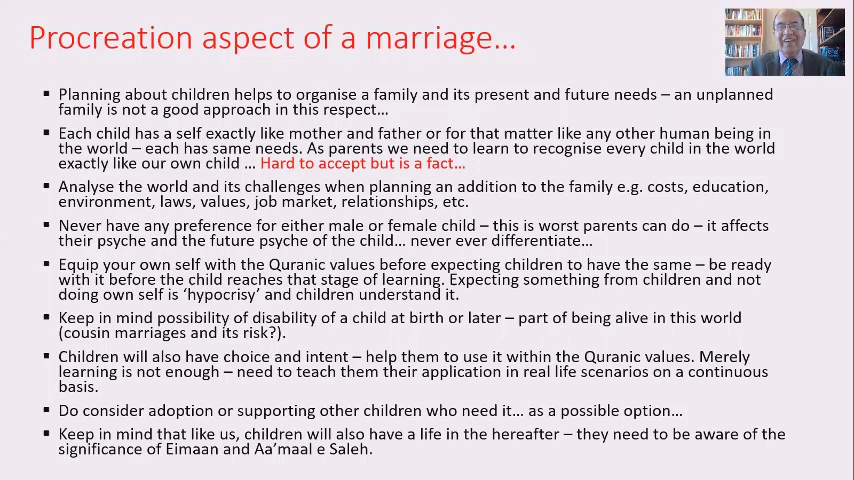 Procreation aspect of a marriage...
▪ Planning about children helps to organise a family and its present and future needs – an unplanned
family is not a good approach in this respect...
▪ Each child has a self exactly like mother and father or for that matter like any other human being in
the world – each has same needs. As parents we need to learn to recognise every child in the world
exactly like our own child ... Hard to accept but is a fact...
▪ Analyse the world and its challenges when planning an addition to the family e.g. costs, education,
environment, laws, values, job market, relationships, etc.
▪ Never have any preference for either male or female child – this is worst parents can do – it affects
their psyche and the future psyche of the child... never ever differentiate...
▪ Equip your own self with the Quranic values before expecting children to have the same – be ready
with it before the child reaches that stage of learning. Expecting something from children and not
doing own self is ‘hypocrisy’ and children understand it.
▪ Keep in mind possibility of disability of a child at birth or later – part of being alive in this world
(cousin marriages and its risk?).
▪ Children will also have choice and intent – help them to use it within the Quranic values. Merely
learning is not enough – need to teach them their application in real life scenarios on a continuous
basis.
▪ Do consider adoption or supporting other children who need it... as a possible option...
▪ Keep in mind that like us, children will also have a life in the hereafter – they need to be aware of the
significance of Eimaan and Aa’maal e Saleh.